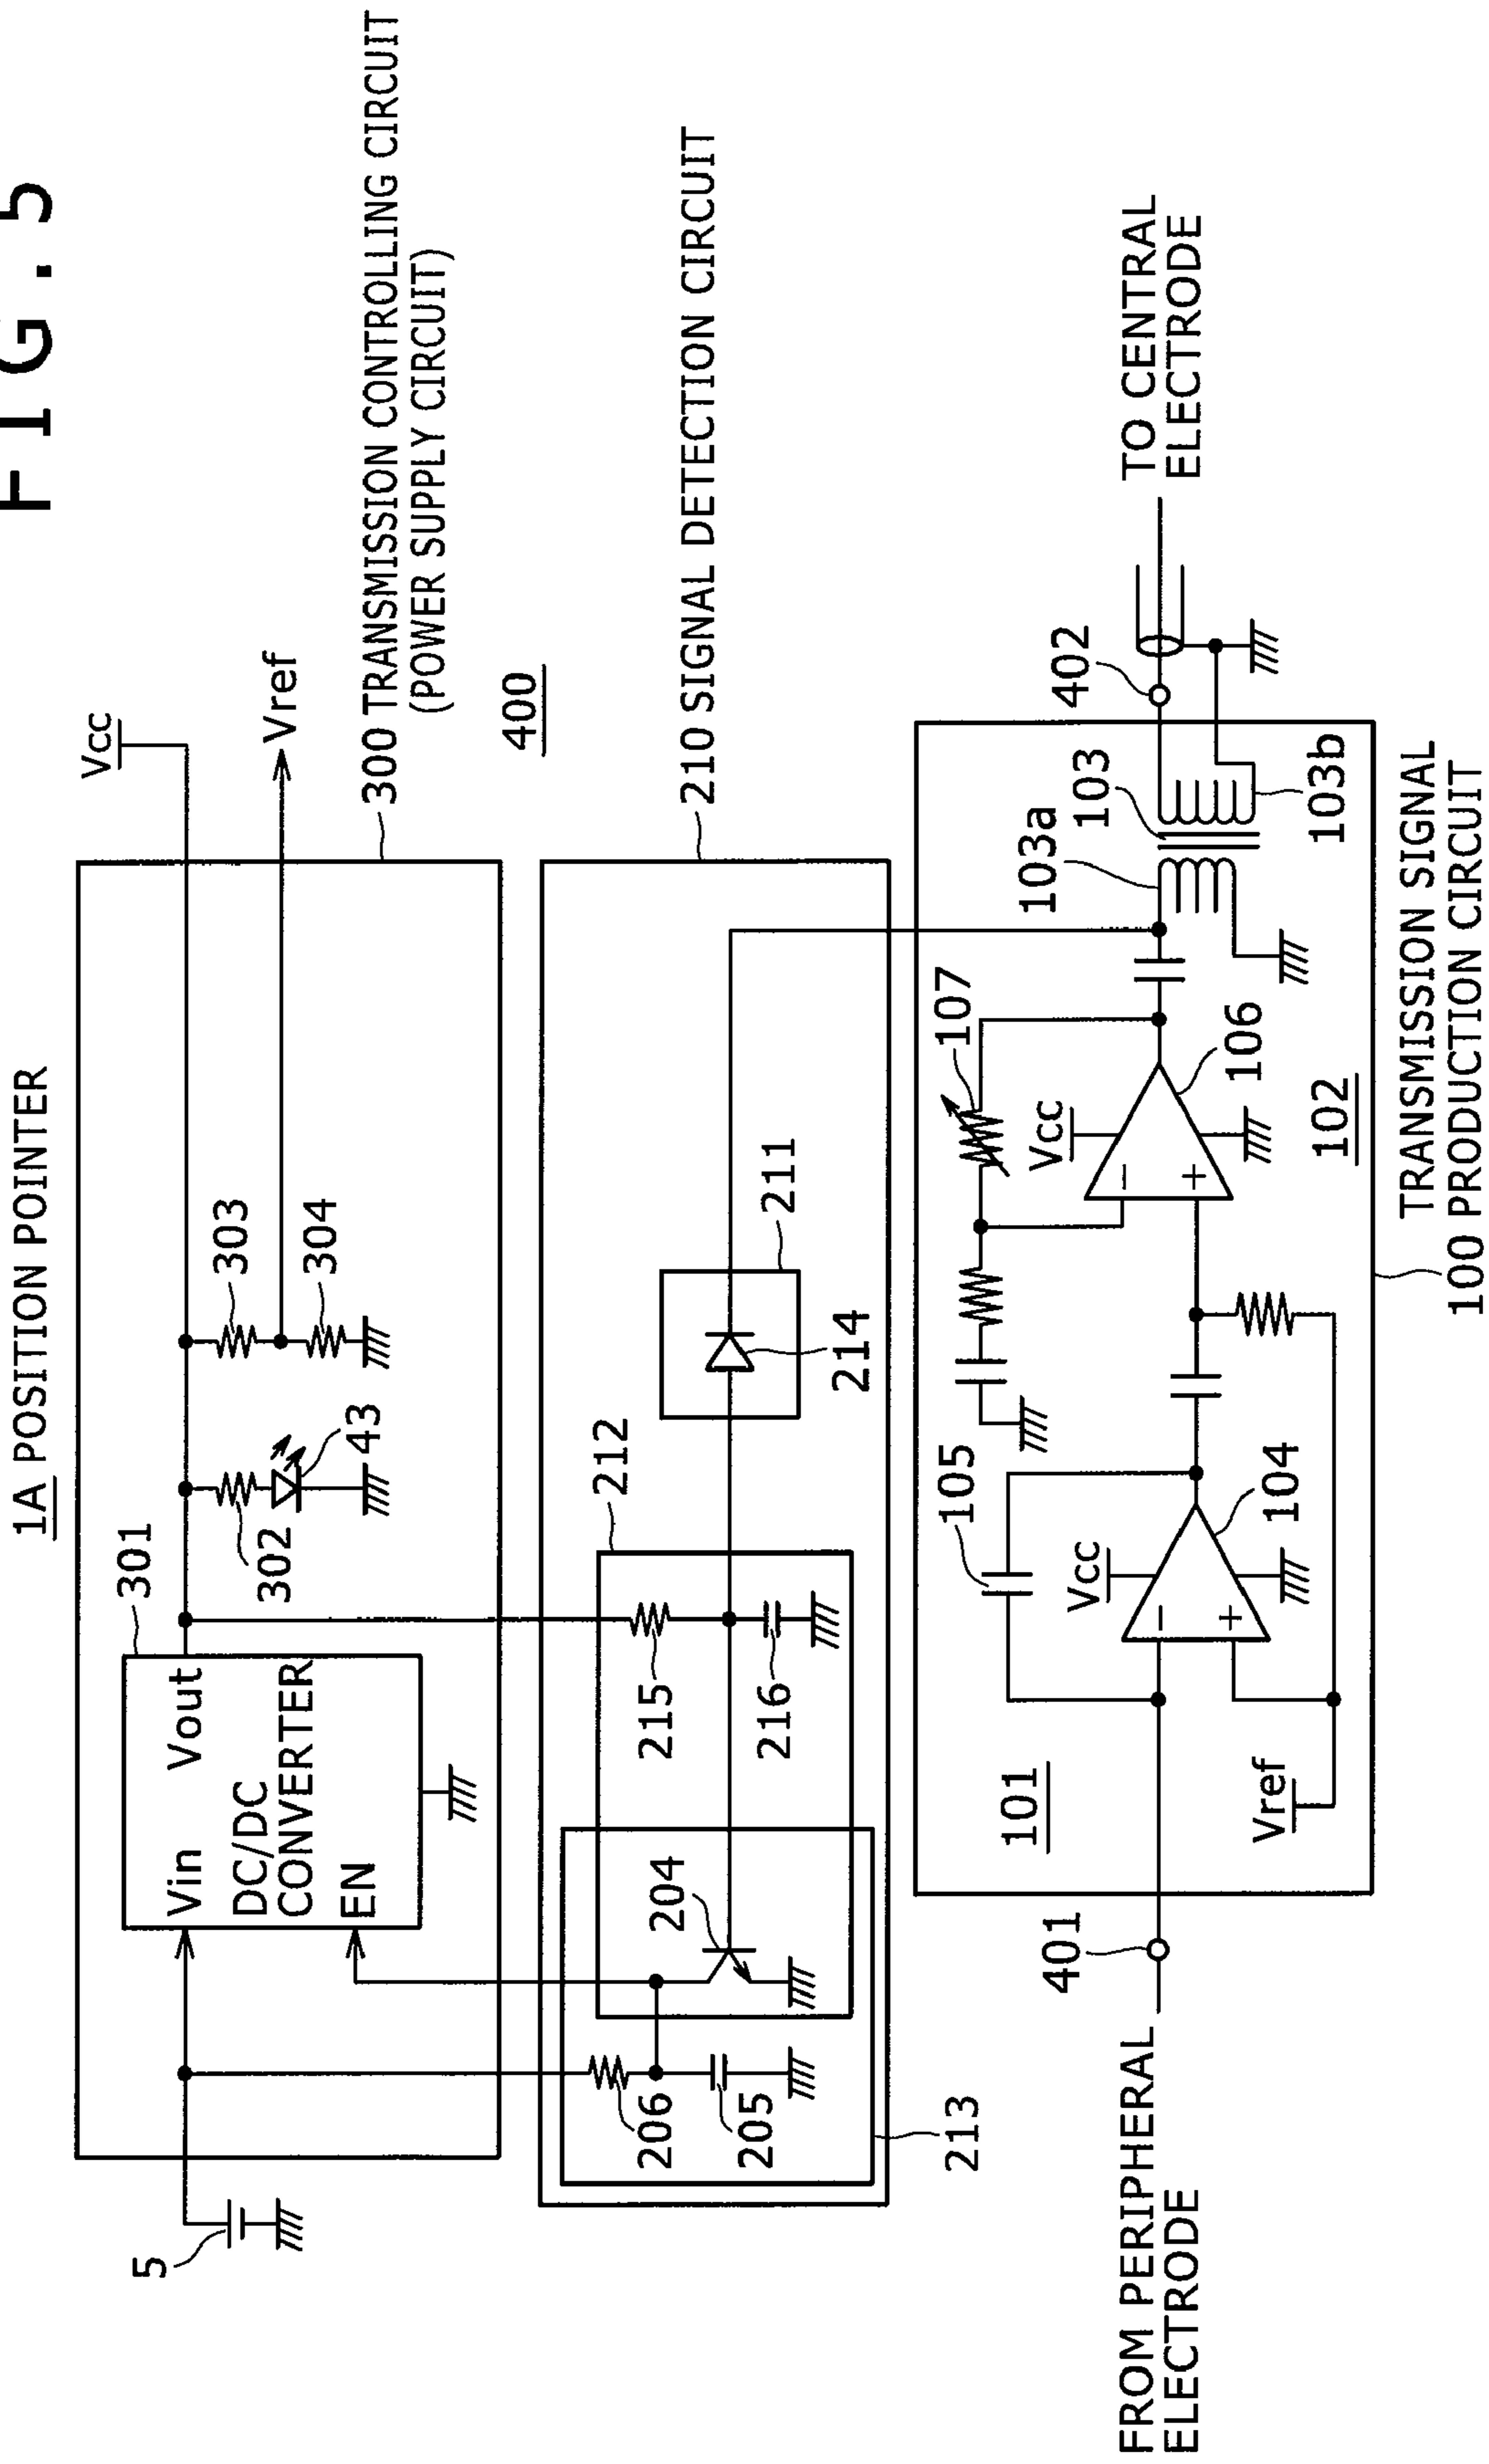 FIG. 5
1A POSITION POINTER
301
Vin
Vout
DC/DC
CONVERTER
EN
5
302
43
303
304
Vcc
Vref
300 TRANSMISSION CONTROLLING CIRCUIT
(POWER SUPPLY CIRCUIT)
400
206
205
213
204
215
216
212
214
211
210 SIGNAL DETECTION CIRCUIT
FROM PERIPHERAL
ELECTRODE
401
101
Vref
105
Vcc
−
+
104
107
Vcc
−
+
106
102
103a
103
103b
402
TO CENTRAL
ELECTRODE
TRANSMISSION SIGNAL
100 PRODUCTION CIRCUIT